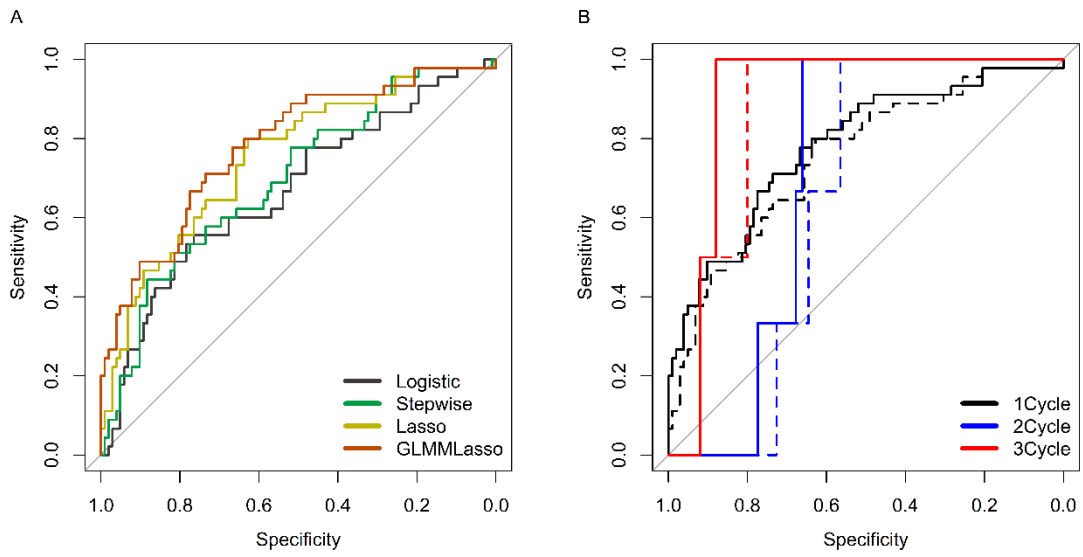 A
1.0
0.8
0.6
0.4
0.2
0.0
Sensitivity
1.0 0.8 0.6 0.4 0.2 0.0
Specificity
Logistic
Stepwise
Lasso
GLMMLasso
B
1.0
0.8
0.6
0.4
0.2
0.0
Sensitivity
1.0 0.8 0.6 0.4 0.2 0.0
Specificity
1Cycle
2Cycle
3Cycle